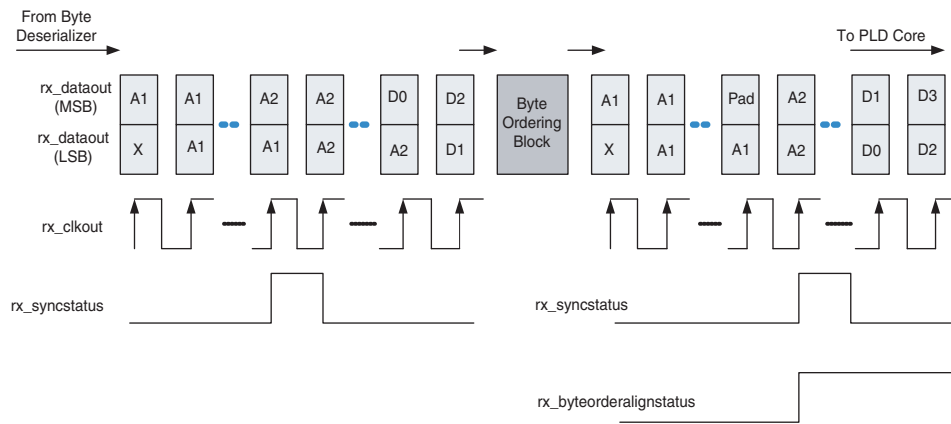 From Byte
Deserializer
To PLD Core
rx_dataout
(MSB)
A1 A1 A2 A2 D0 D2
rx_dataout
(LSB)
X A1 A1 A2 A2 D1
Byte
Ordering
Block
A1 A1 Pad A2 D1 D3
X A1 A1 A2 D0 D2
rx_clkout
rx_syncstatus
rx_syncstatus
rx_byteorderalignstatus